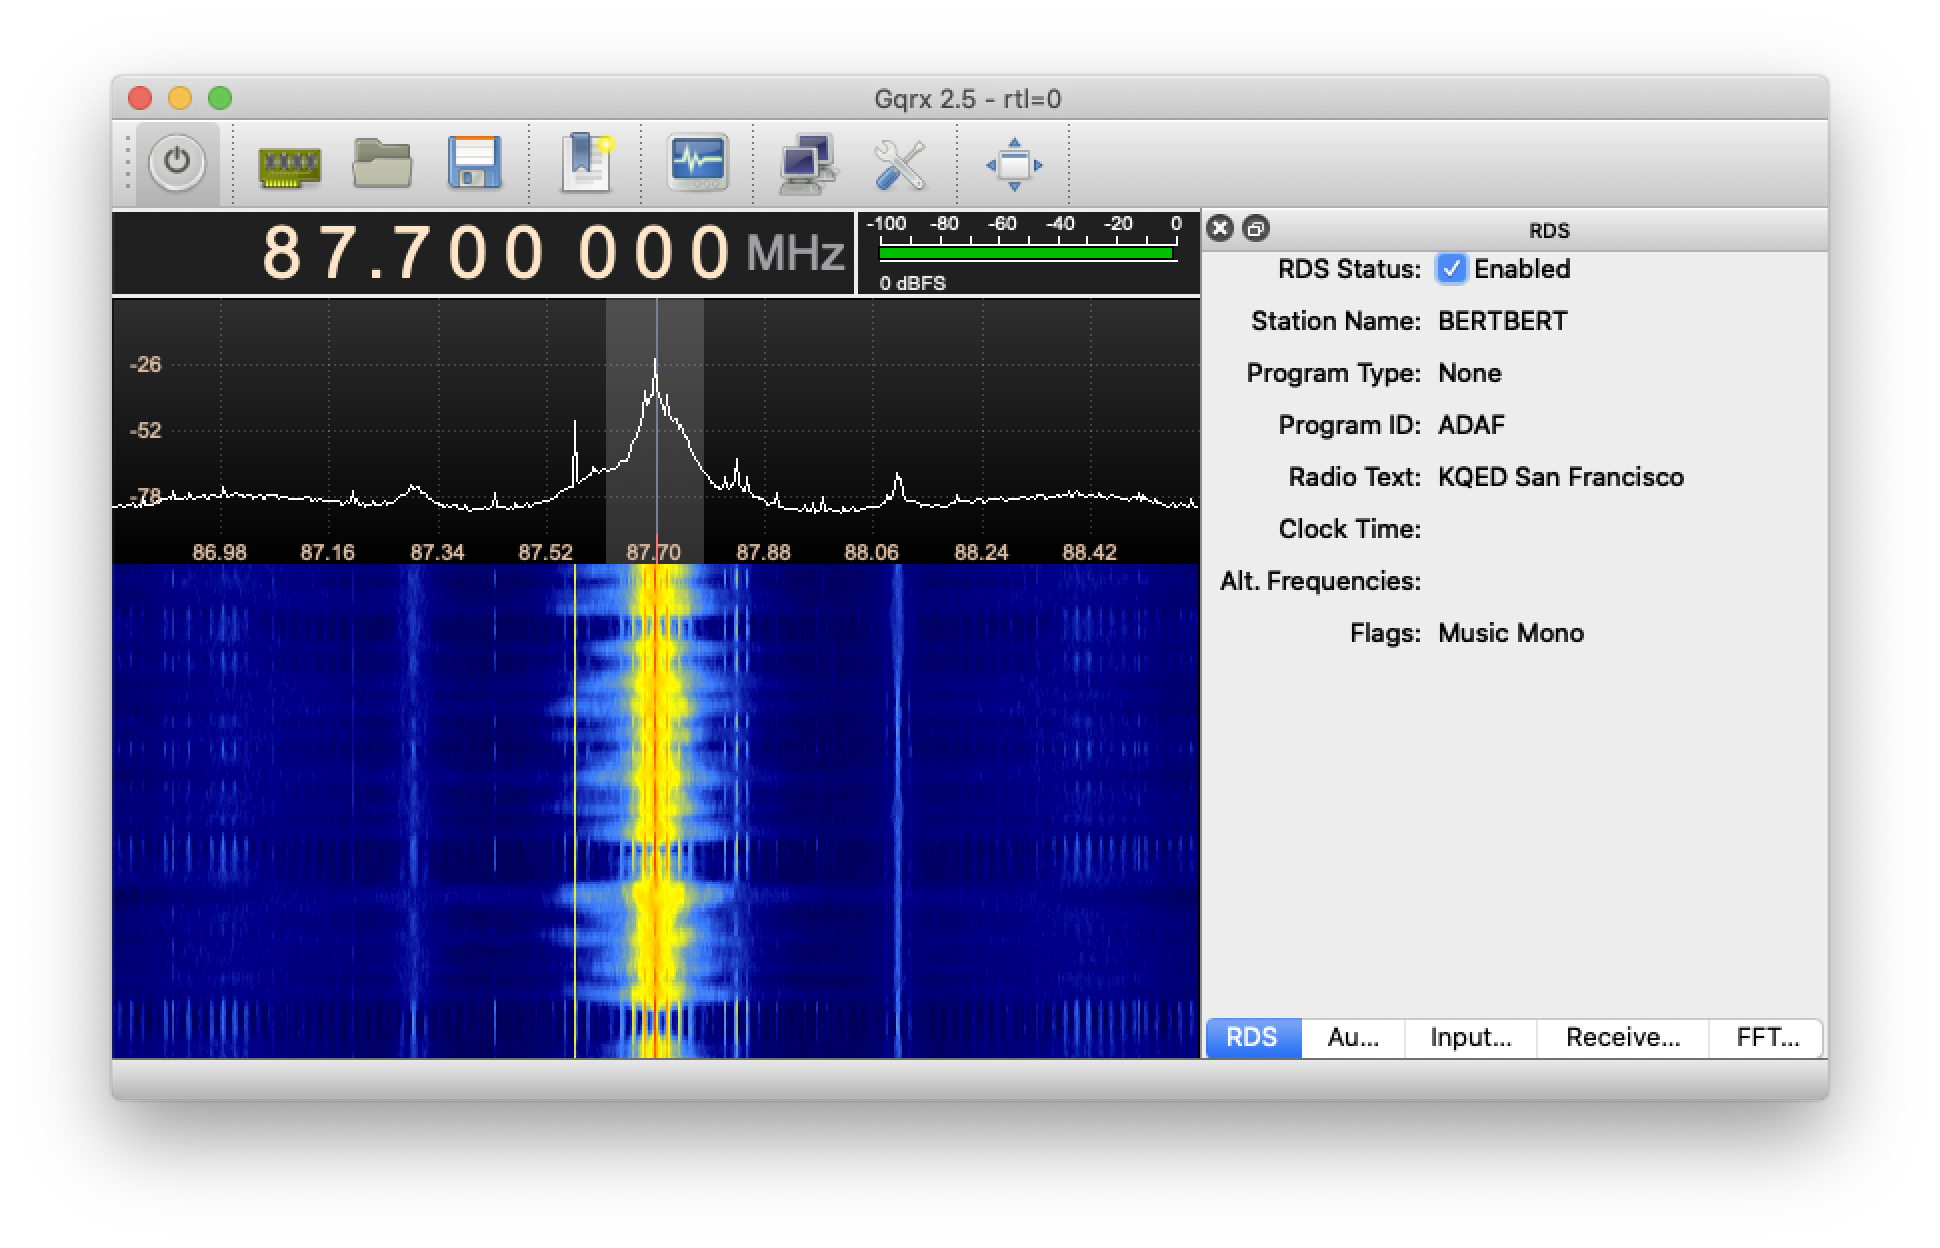 Gqrx 2.5 - rtl=0
87.700 000 MHz
-100 -80 -60 -40 -20 0
0 dBFS
-26
-52
-78
86.98 87.16 87.34 87.52 87.70 87.88 88.06 88.24 88.42
RDS
RDS Status: Enabled
Station Name: BERTBERT
Program Type: None
Program ID: ADAF
Radio Text: KQED San Francisco
Clock Time:
Alt. Frequencies:
Flags: Music Mono
RDS Au... Input... Receive... FFT...